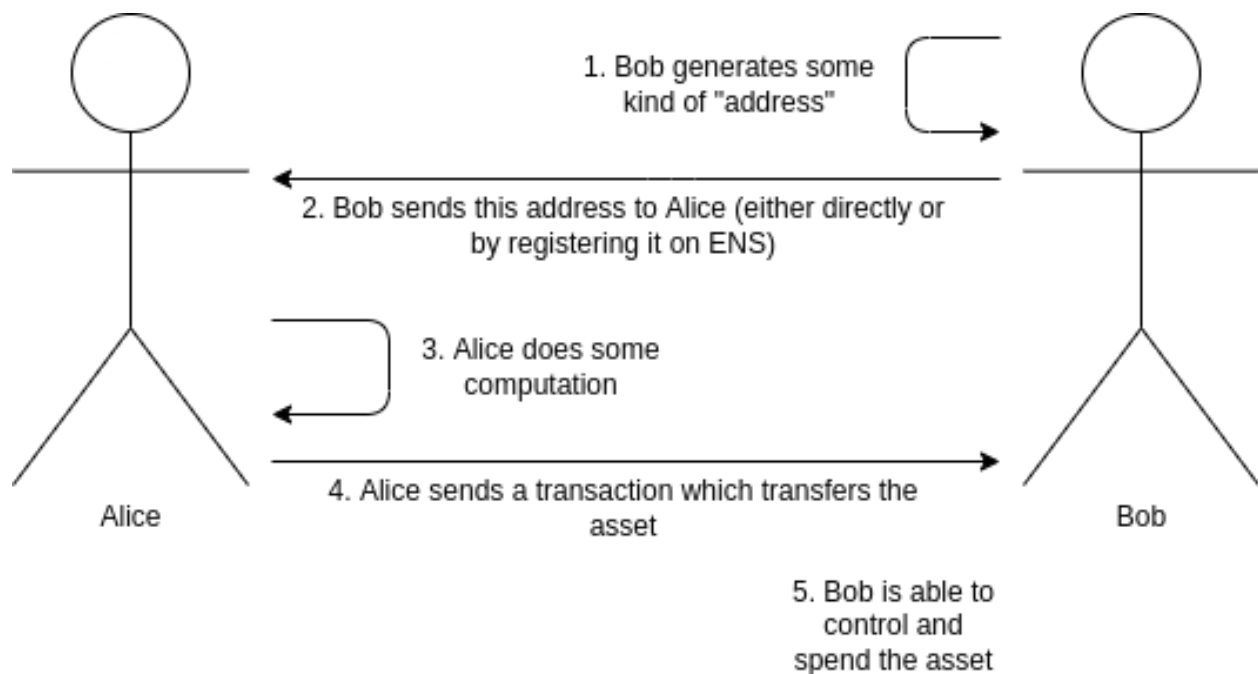 1. Bob generates some
kind of "address"
2. Bob sends this address to Alice (either directly or
by registering it on ENS)
3. Alice does some
computation
4. Alice sends a transaction which transfers the
asset
Alice
Bob
5. Bob is able to
control and
spend the asset